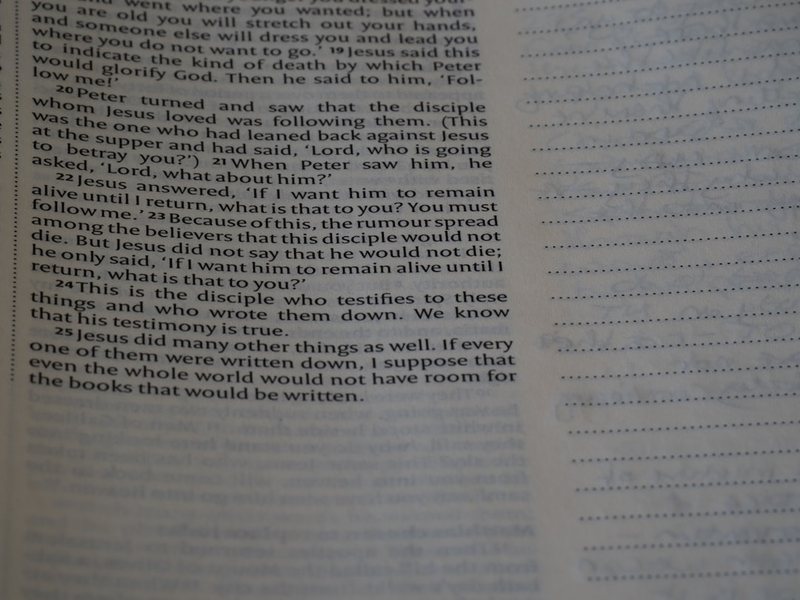 went where you wanted; but when
you are old you will stretch out your hands,
and someone else will dress you and lead you
where you do not want to go.' 19 Jesus said this
to indicate the kind of death by which Peter
would glorify God. Then he said to him, 'Fol-
low me!'
20 Peter turned and saw that the disciple
whom Jesus loved was following them. (This
was the one who had leaned back against Jesus
at the supper and had said, 'Lord, who is going
to betray you?') 21 When Peter saw him, he
asked, 'Lord, what about him?'
22 Jesus answered, 'If I want him to remain
alive until I return, what is that to you? You must
follow me.' 23 Because of this, the rumour spread
among the believers that this disciple would not
die. But Jesus did not say that he would not die;
he only said, 'If I want him to remain alive until I
return, what is that to you?'
24 This is the disciple who testifies to these
things and who wrote them down. We know
that his testimony is true.
25 Jesus did many other things as well. If every
one of them were written down, I suppose that
even the whole world would not have room for
the books that would be written.